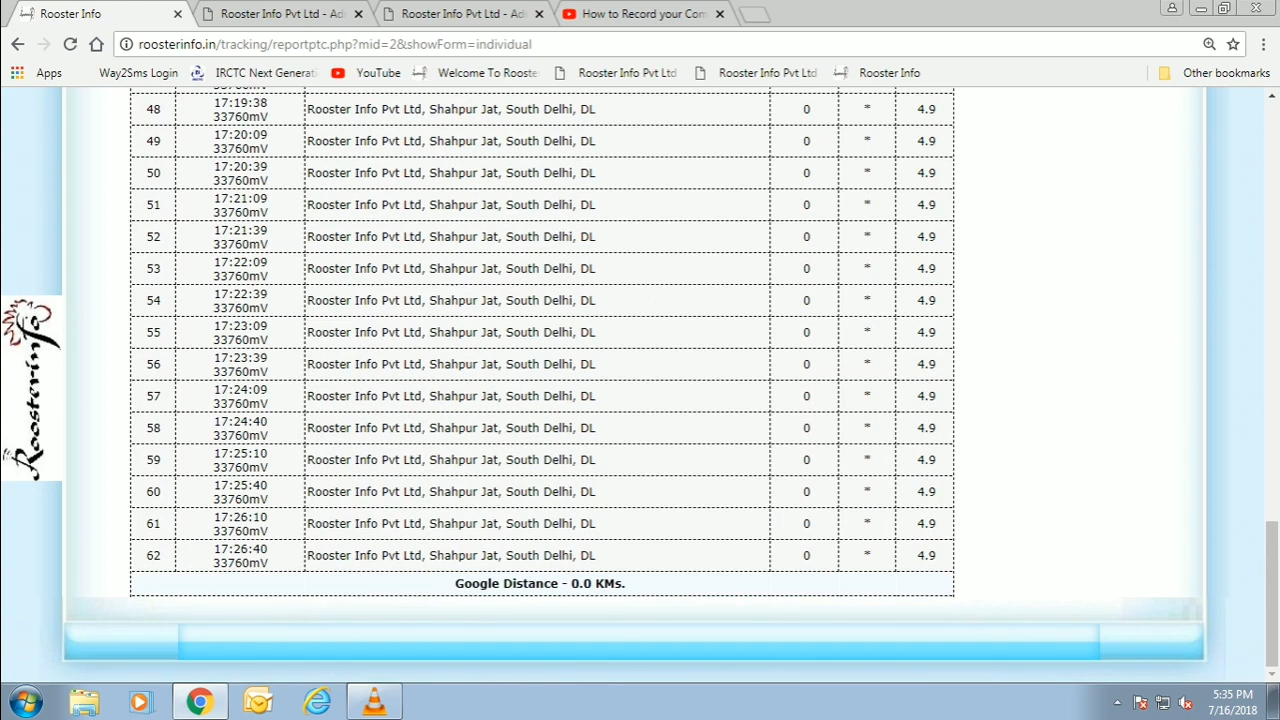 Rooster Info
Rooster Info Pvt Ltd - Adm
Rooster Info Pvt Ltd - Adm
How to Record your Com
roosterinfo.in/tracking/reportptc.php?mid=2&showForm=individual
Apps Way2Sms Login IRCTC Next Generati YouTube Welcome To Rooste Rooster Info Pvt Ltd Rooster Info Pvt Ltd Rooster Info Other bookmarks
33760mV
48 17:19:38 33760mV Rooster Info Pvt Ltd, Shahpur Jat, South Delhi, DL 0 * 4.9
49 17:20:09 33760mV Rooster Info Pvt Ltd, Shahpur Jat, South Delhi, DL 0 * 4.9
50 17:20:39 33760mV Rooster Info Pvt Ltd, Shahpur Jat, South Delhi, DL 0 * 4.9
51 17:21:09 33760mV Rooster Info Pvt Ltd, Shahpur Jat, South Delhi, DL 0 * 4.9
52 17:21:39 33760mV Rooster Info Pvt Ltd, Shahpur Jat, South Delhi, DL 0 * 4.9
53 17:22:09 33760mV Rooster Info Pvt Ltd, Shahpur Jat, South Delhi, DL 0 * 4.9
54 17:22:39 33760mV Rooster Info Pvt Ltd, Shahpur Jat, South Delhi, DL 0 * 4.9
55 17:23:09 33760mV Rooster Info Pvt Ltd, Shahpur Jat, South Delhi, DL 0 * 4.9
56 17:23:39 33760mV Rooster Info Pvt Ltd, Shahpur Jat, South Delhi, DL 0 * 4.9
57 17:24:09 33760mV Rooster Info Pvt Ltd, Shahpur Jat, South Delhi, DL 0 * 4.9
58 17:24:40 33760mV Rooster Info Pvt Ltd, Shahpur Jat, South Delhi, DL 0 * 4.9
59 17:25:10 33760mV Rooster Info Pvt Ltd, Shahpur Jat, South Delhi, DL 0 * 4.9
60 17:25:40 33760mV Rooster Info Pvt Ltd, Shahpur Jat, South Delhi, DL 0 * 4.9
61 17:26:10 33760mV Rooster Info Pvt Ltd, Shahpur Jat, South Delhi, DL 0 * 4.9
62 17:26:40 33760mV Rooster Info Pvt Ltd, Shahpur Jat, South Delhi, DL 0 * 4.9
Google Distance - 0.0 KMs.
Roosterinfo
5:35 PM
7/16/2018